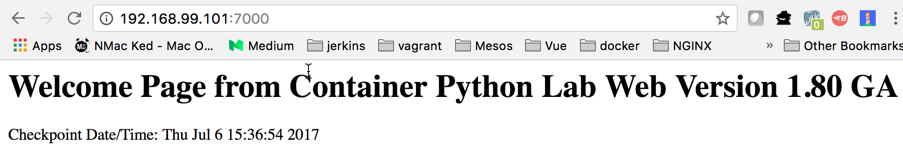 192.168.99.101:7000
0
Apps NMac Ked - Mac O... Medium jerkins vagrant Mesos Vue docker NGINX » Other Bookmarks
Welcome Page from Container Python Lab Web Version 1.80 GA
Checkpoint Date/Time: Thu Jul 6 15:36:54 2017